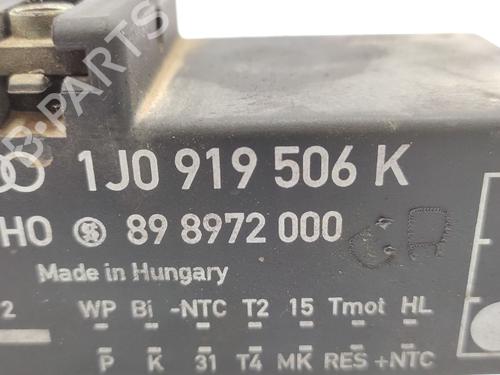 1J0 919 506 K
HO 89 8972 000
Made in Hungary
2 WP Bi -NTC T2 15 Tmot HL
P K 31 T4 MK RES +NTC